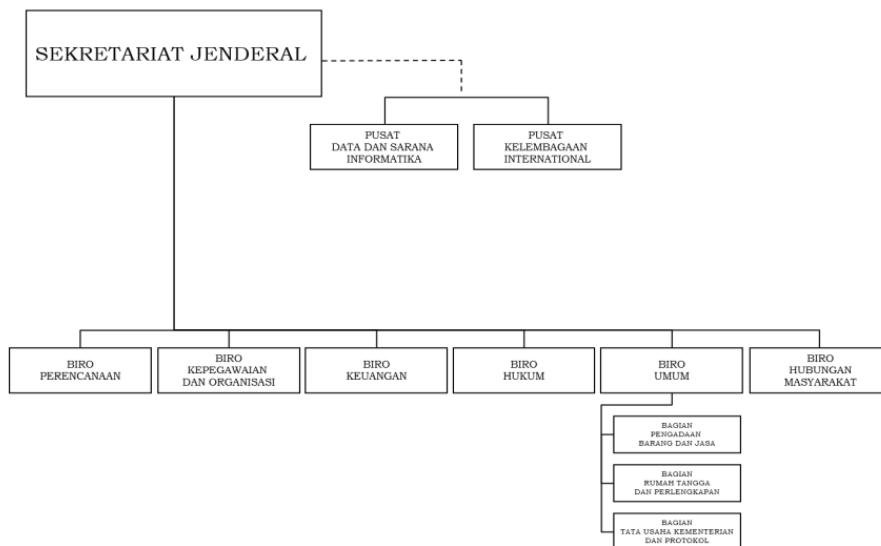 SEKRETARIAT JENDERAL
PUSAT
DATA DAN SARANA
INFORMATIKA
PUSAT
KELEMBAGAAN
INTERNATIONAL
BIRO
PERENCANAAN
BIRO
KEPEGAWAIAN
DAN ORGANISASI
BIRO
KEUANGAN
BIRO
HUKUM
BIRO
UMUM
BIRO
HUBUNGAN
MASYARAKAT
BAGIAN
PENGADAAN
BARANG DAN JASA
BAGIAN
RUMAH TANGGA
DAN PERLENGKAPAN
BAGIAN
TATA USAHA KEMENTERIAN
DAN PROTOKOL